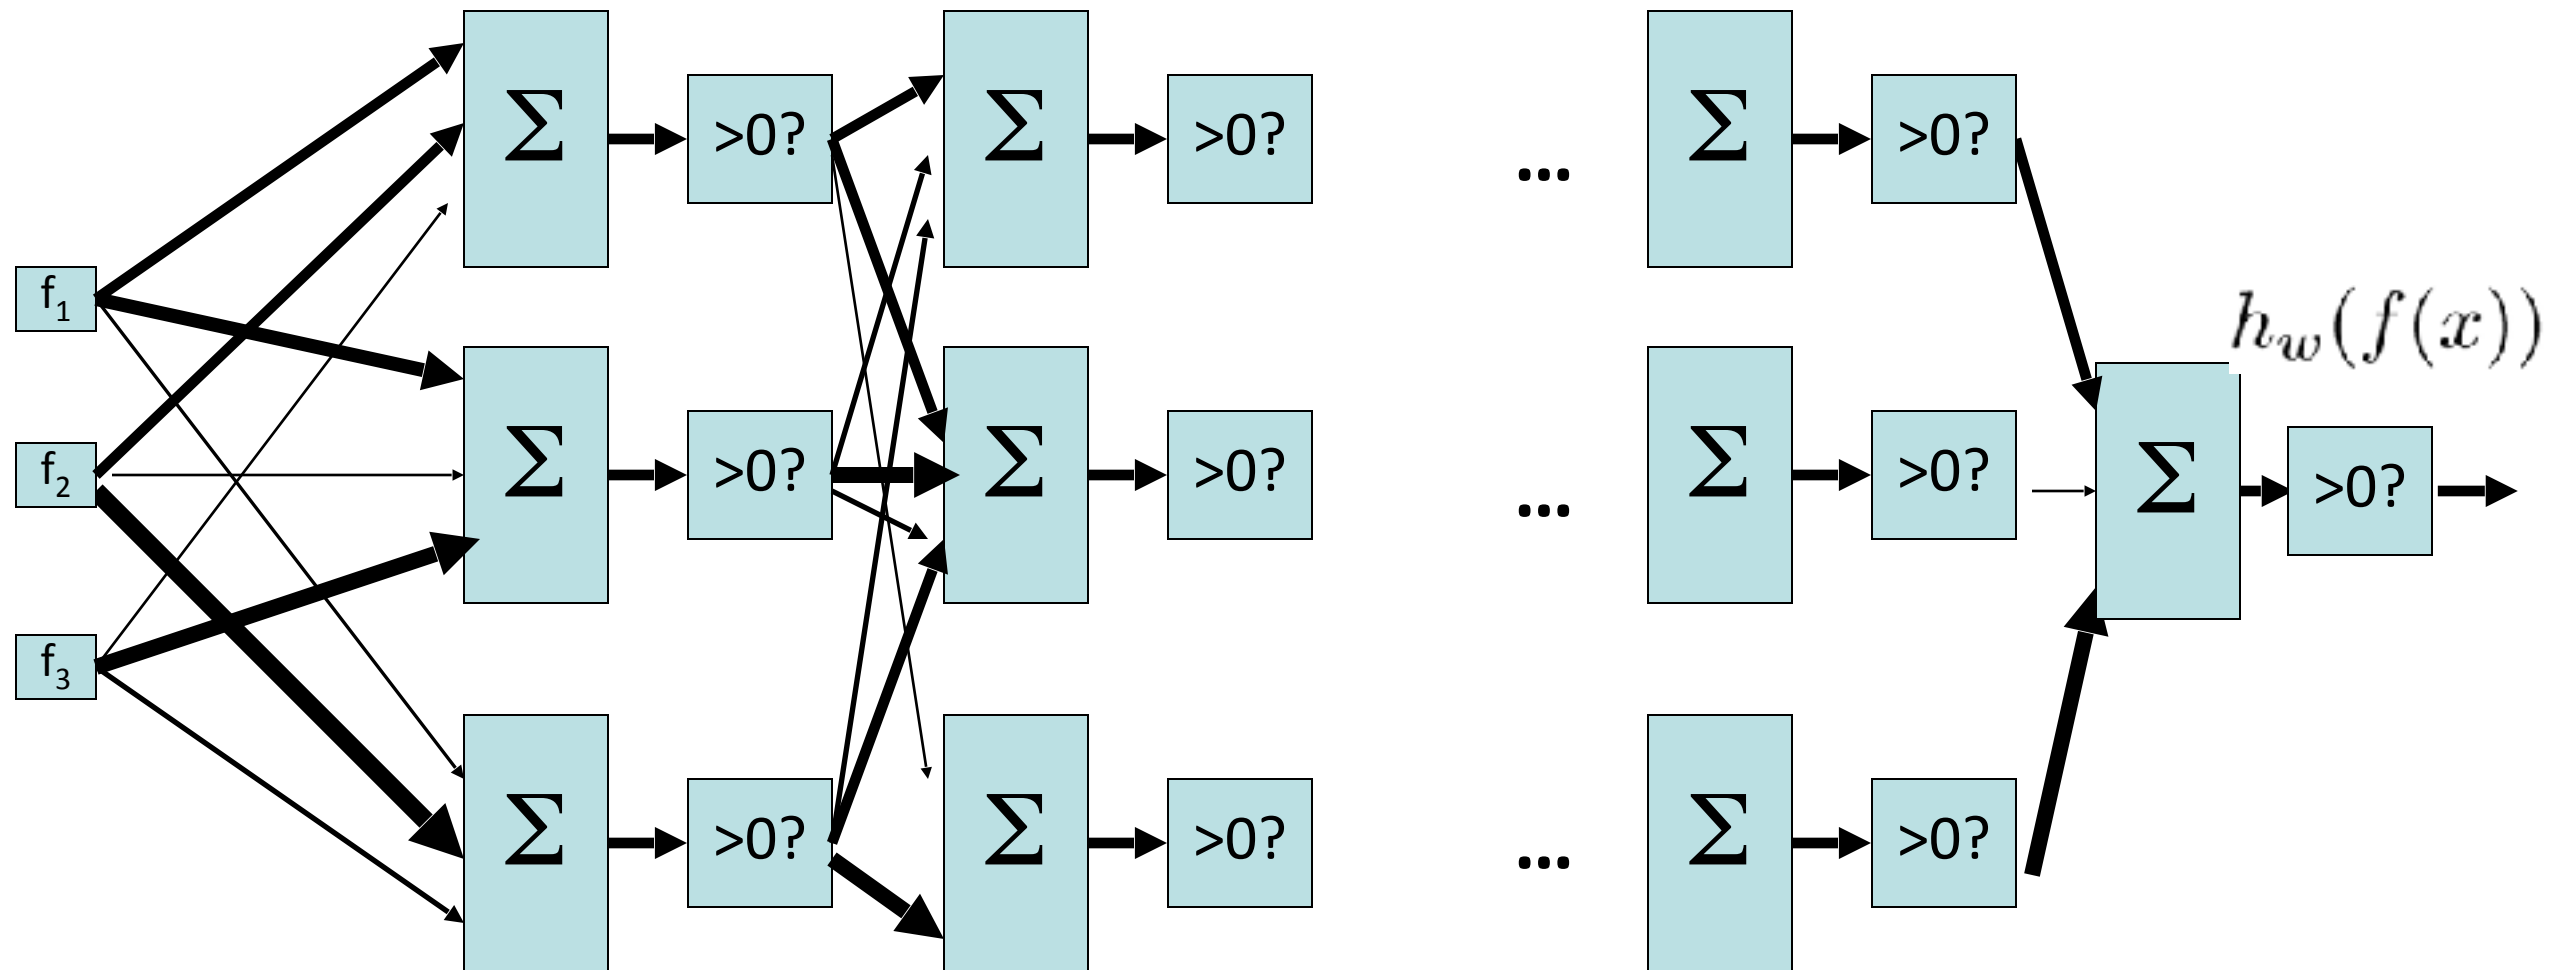 Σ >0? Σ >0? ... Σ >0?
f1
h_w(f(x))
f2 Σ >0? Σ >0? ... Σ >0? Σ >0?
f3
Σ >0? Σ >0? ... Σ >0?